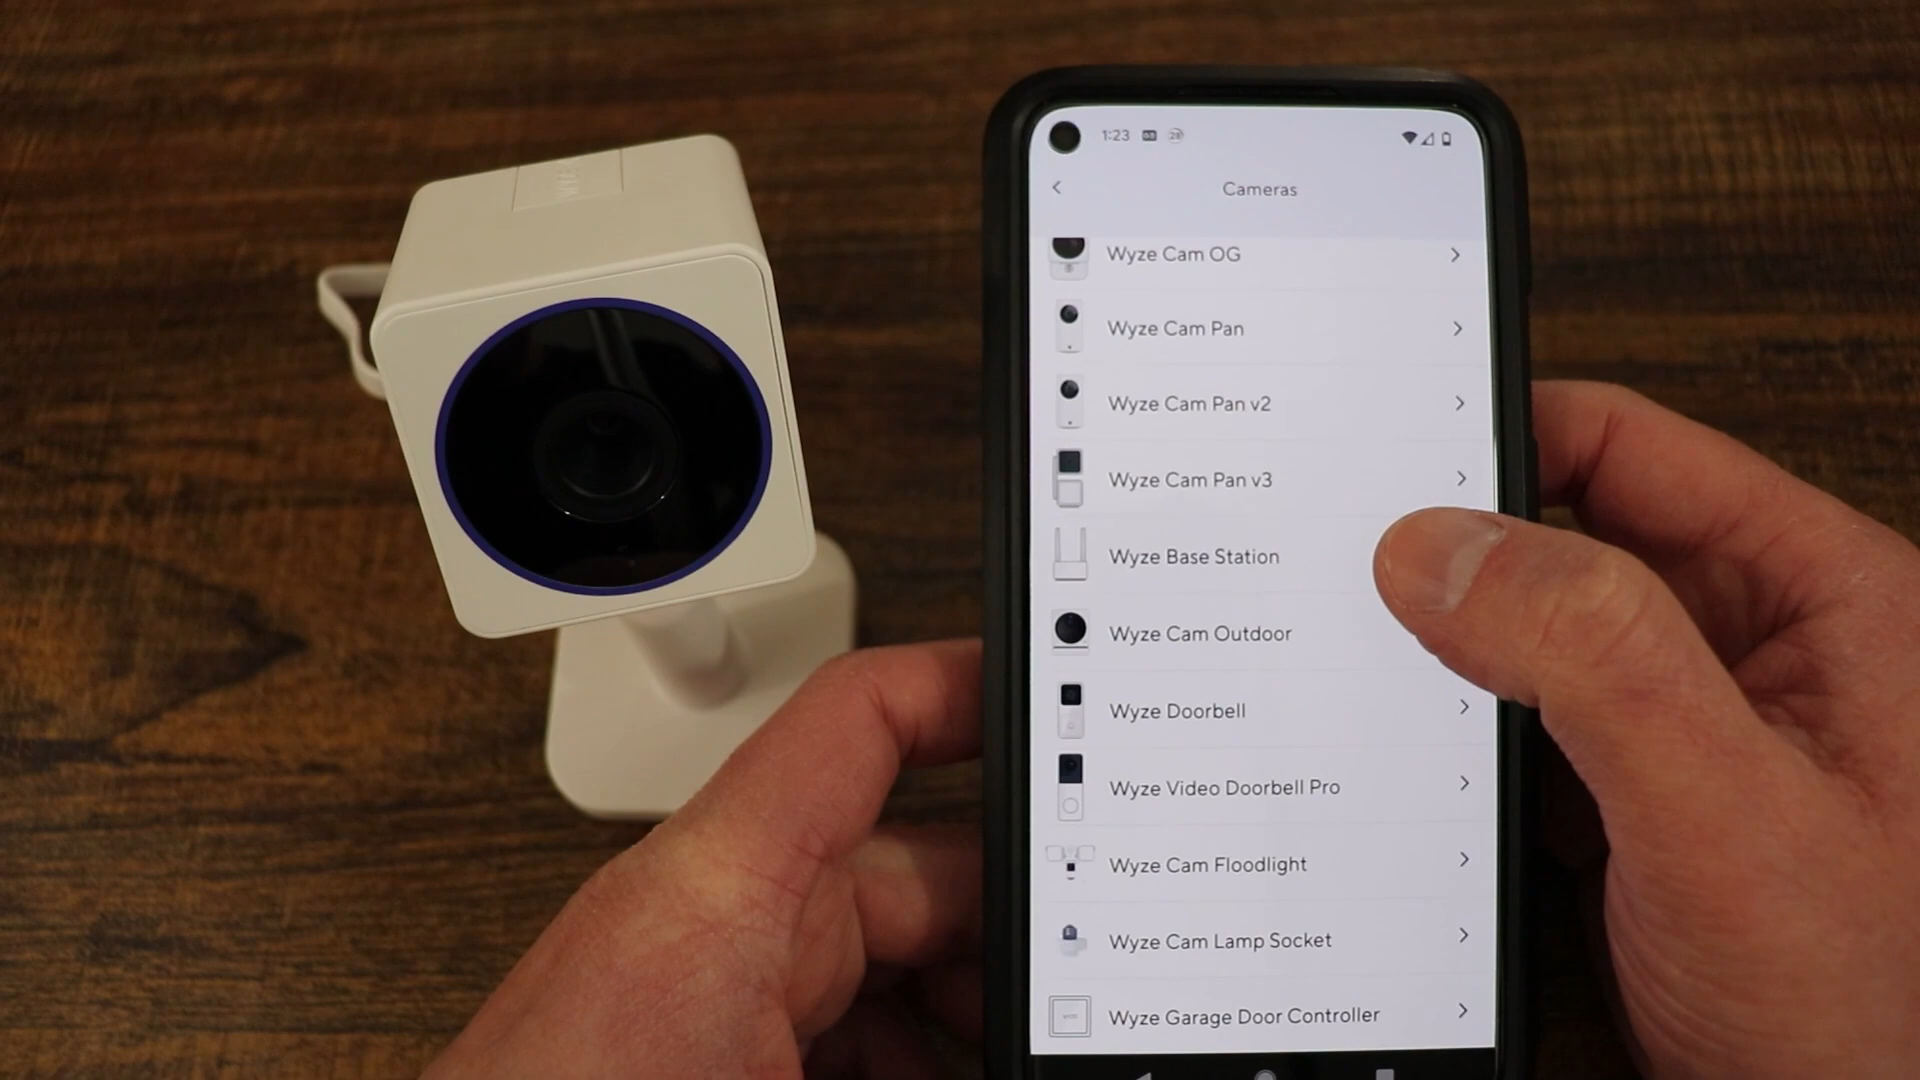 1:23
Cameras
Wyze Cam OG
Wyze Cam Pan
Wyze Cam Pan v2
Wyze Cam Pan v3
Wyze Base Station
Wyze Cam Outdoor
Wyze Doorbell
Wyze Video Doorbell Pro
Wyze Cam Floodlight
Wyze Cam Lamp Socket
Wyze Garage Door Controller